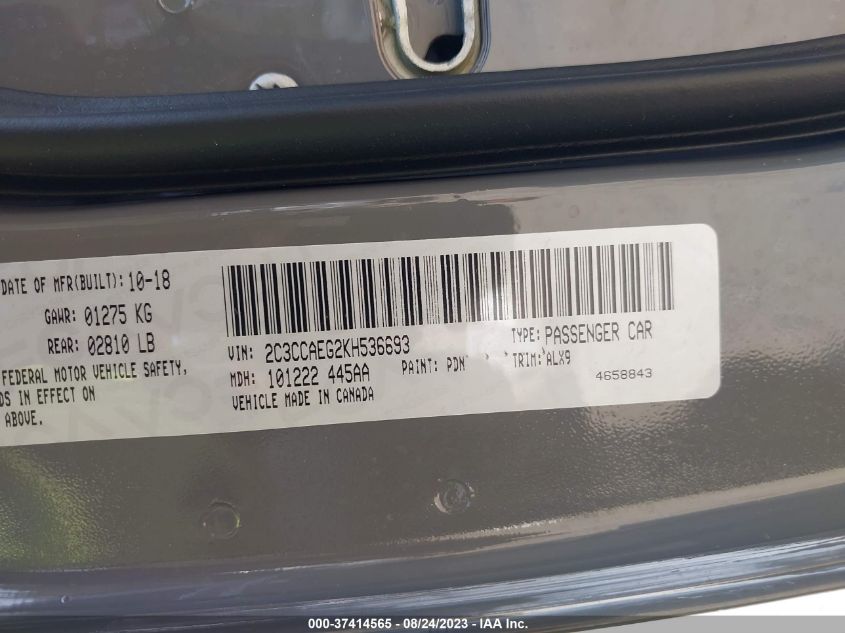 DATE OF MFR(BUILT): 10-18
GAWR: 01275 KG
REAR: 02810 LB
FEDERAL MOTOR VEHICLE SAFETY,
DS IN EFFECT ON
ABOVE.
VIN: 2C3CCAEG2KH536693
TYPE: PASSENGER CAR
MDH: 101222 445AA
PAINT: PDN
TRIM: ALX9
VEHICLE MADE IN CANADA
4658843
000-37414565 - 08/24/2023 - IAA Inc.